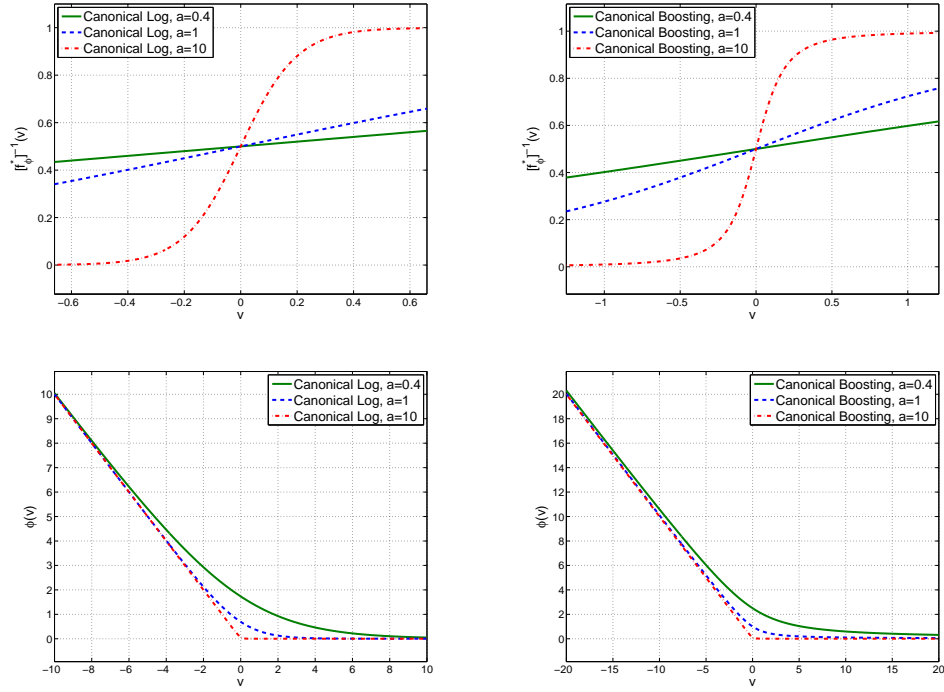 Canonical Log, a=0.4
Canonical Log, a=1
Canonical Log, a=10
1
0.8
0.6
0.4
0.2
0
[f*ϕ]−1(v)
−0.6 −0.4 −0.2 0 0.2 0.4 0.6
v
Canonical Boosting, a=0.4
Canonical Boosting, a=1
Canonical Boosting, a=10
1
0.8
0.6
0.4
0.2
0
[f*ϕ]−1(v)
−1 −0.5 0 0.5 1
v
Canonical Log, a=0.4
Canonical Log, a=1
Canonical Log, a=10
10
9
8
7
6
5
4
3
2
1
0
ϕ(v)
−10 −8 −6 −4 −2 0 2 4 6 8 10
v
Canonical Boosting, a=0.4
Canonical Boosting, a=1
Canonical Boosting, a=10
20
18
16
14
12
10
8
6
4
2
0
ϕ(v)
−20 −15 −10 −5 0 5 10 15 20
v